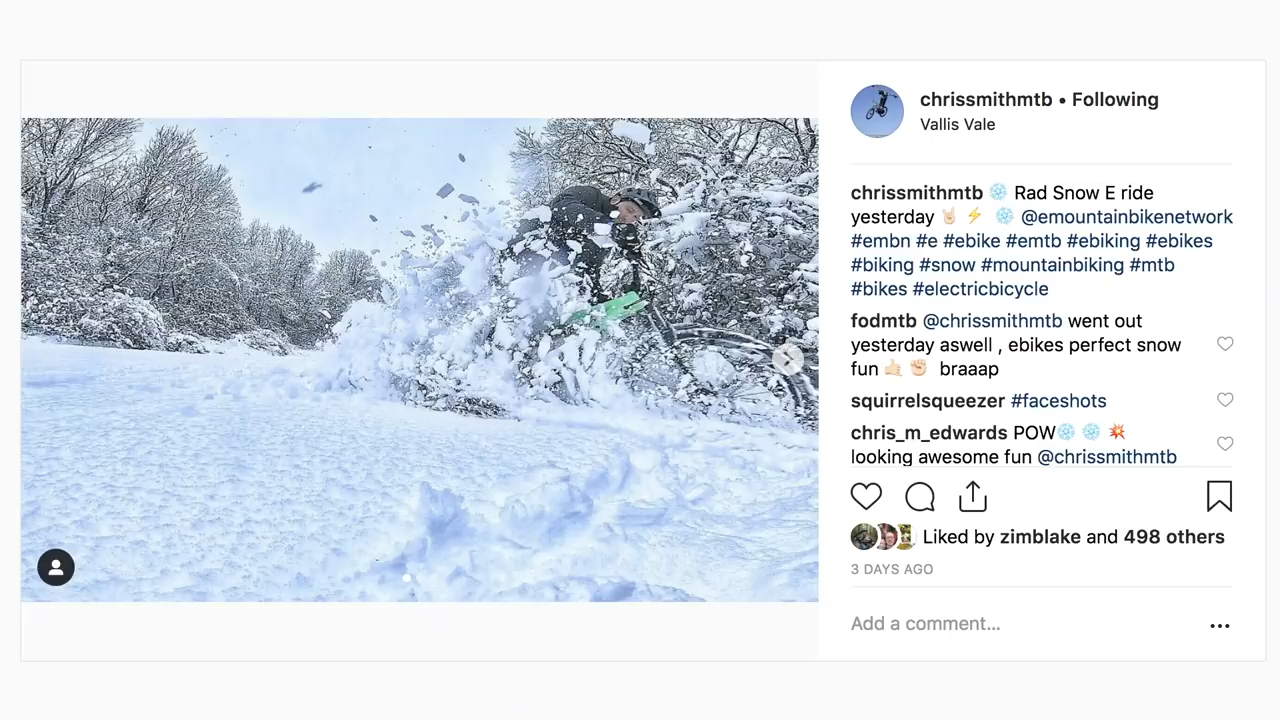 chrissmithmtb • Following
Vallis Vale
chrissmithmtb ❄️ Rad Snow E ride
yesterday 🤘🏻 ⚡ ❄️ @emountainbikenetwork
#embn #e #ebike #emtb #ebiking #ebikes
#biking #snow #mountainbiking #mtb
#bikes #electricbicycle
fodmtb @chrissmithmtb went out
yesterday aswell , ebikes perfect snow
fun 🤙🏻 ✊🏻 braaap
squirrelsqueezer #faceshots
chris_m_edwards POW❄️ ❄️ 💥
looking awesome fun @chrissmithmtb
Liked by zimblake and 498 others
3 DAYS AGO
Add a comment...